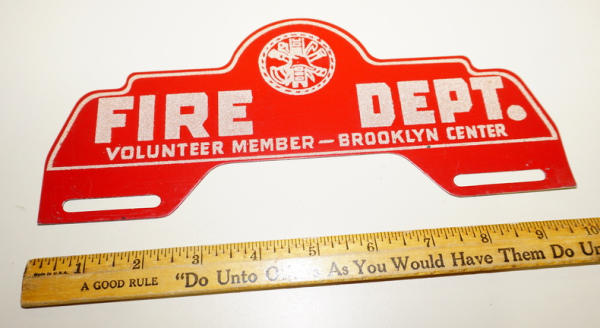 FIRE DEPT.
VOLUNTEER MEMBER — BROOKLYN CENTER
1 2 3 4 5 6 7 8 9 10
A GOOD RULE "Do Unto As You Would Have Them Do